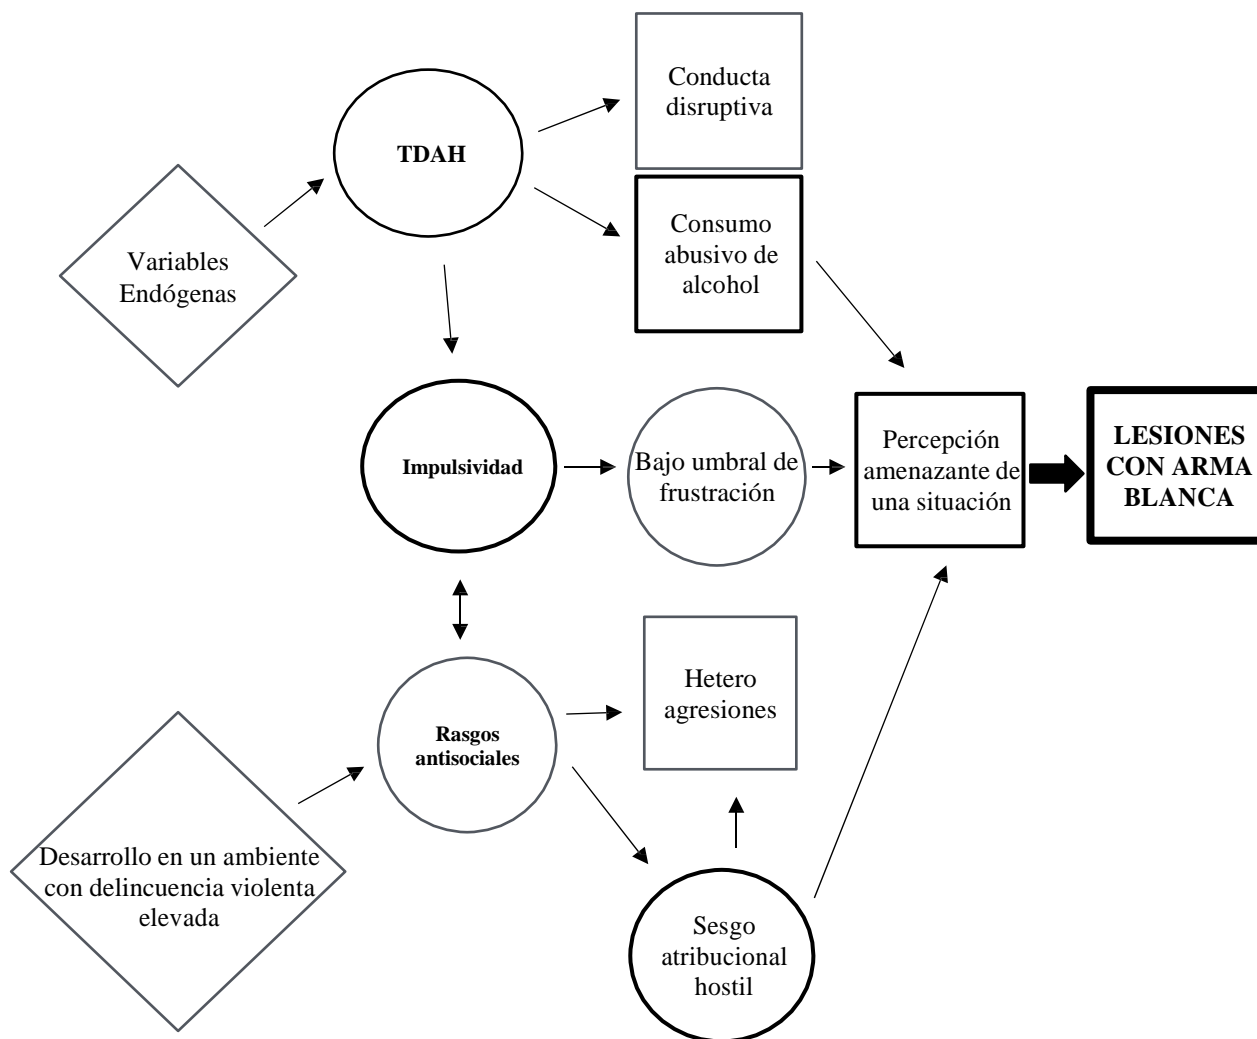 Conducta
disruptiva
TDAH
Consumo
abusivo de
alcohol
Variables
Endógenas
Impulsividad
Bajo umbral de
frustración
Percepción
amenazante de
una situación
LESIONES
CON ARMA
BLANCA
Hetero
agresiones
Rasgos
antisociales
Desarrollo en un ambiente
con delincuencia violenta
elevada
Sesgo
atribucional
hostil